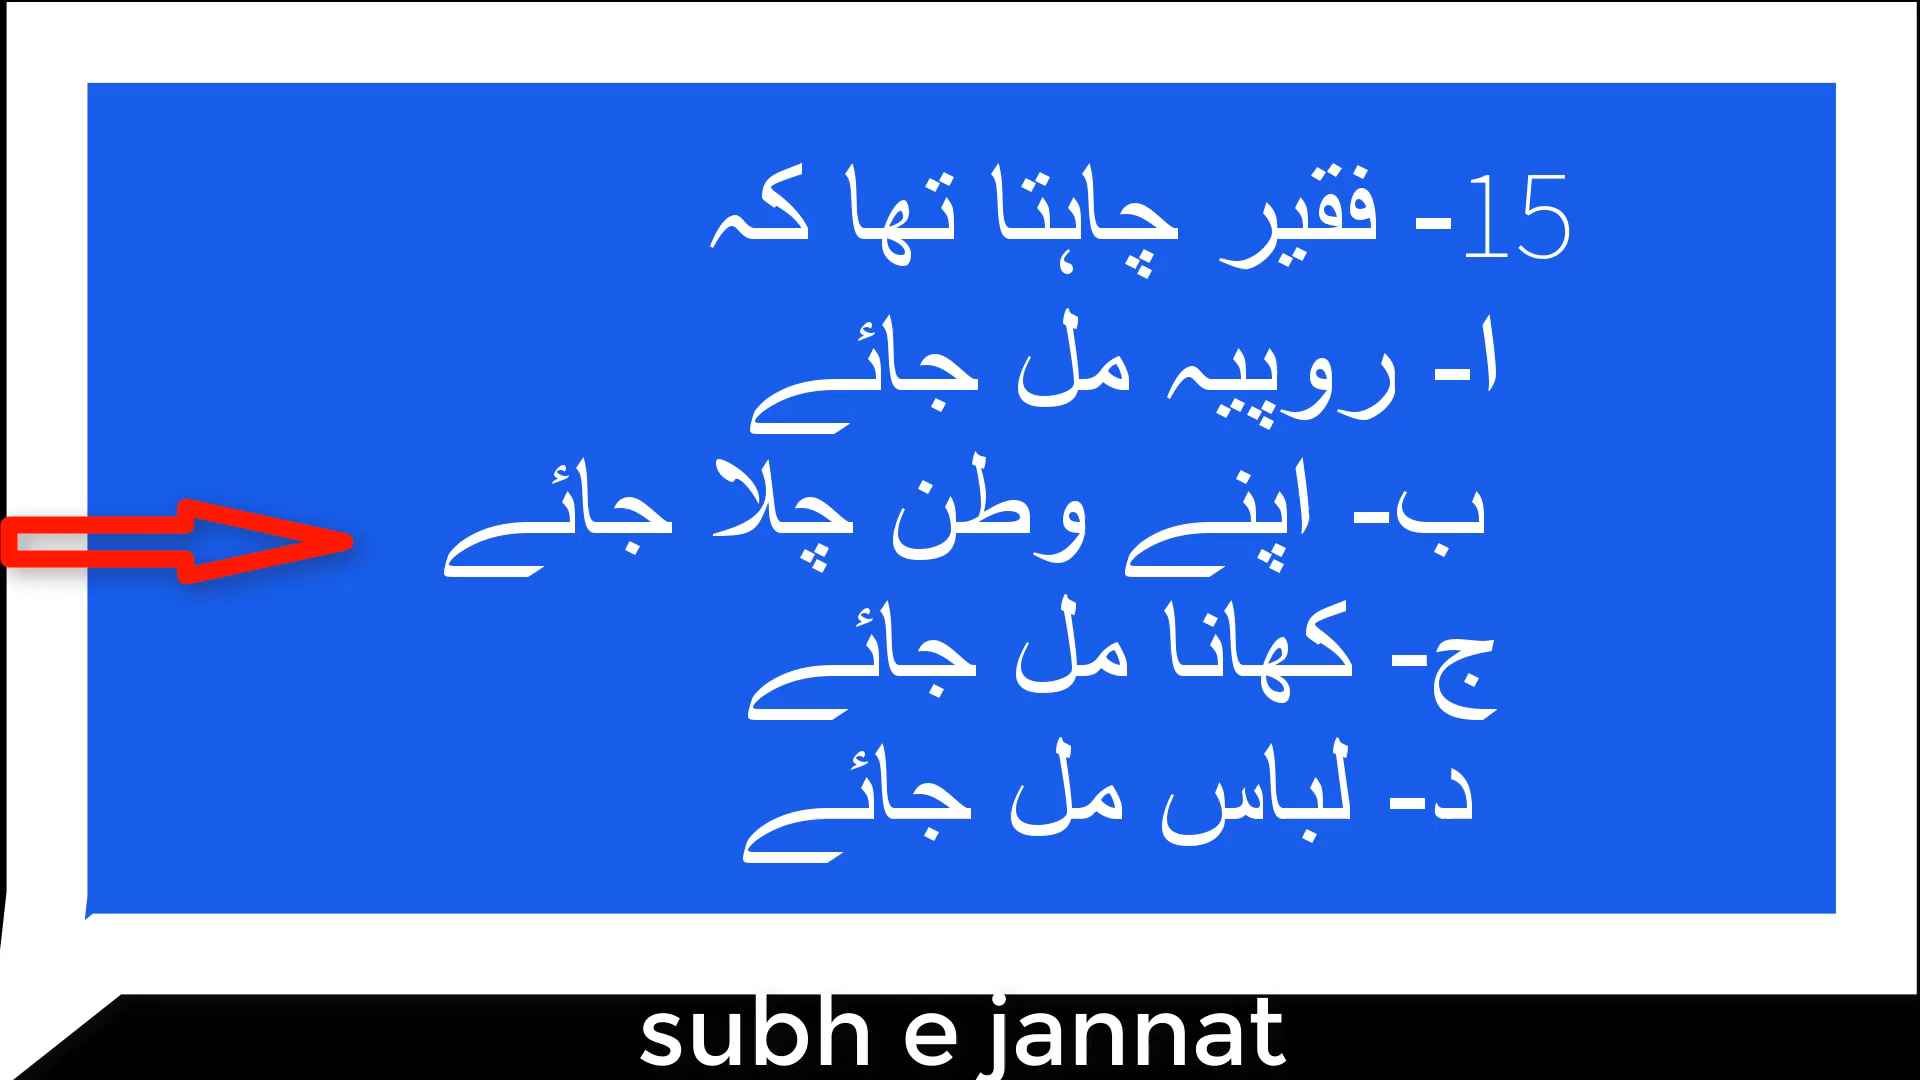 15- فقیر چاہتا تھا کہ
ا- روپیہ مل جائے
ب- اپنے وطن چلا جائے
ج- کھانا مل جائے
د- لباس مل جائے
subh e jannat